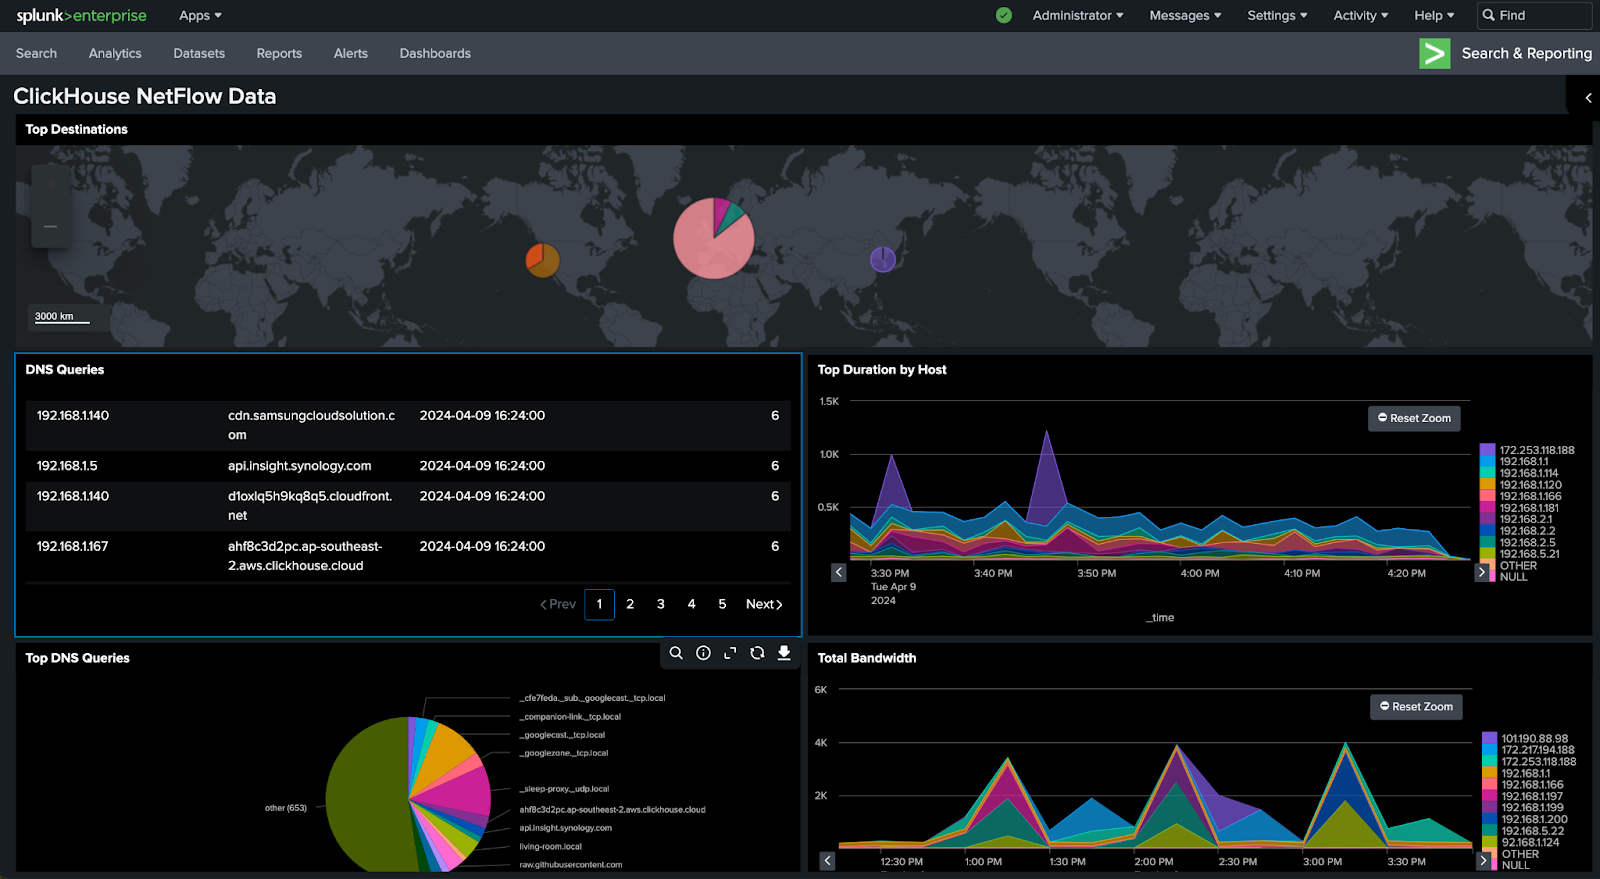 splunk>enterprise Apps Administrator Messages Settings Activity Help Find
Search Analytics Datasets Reports Alerts Dashboards Search & Reporting
ClickHouse NetFlow Data
Top Destinations
3000 km
DNS Queries
192.168.1.140 cdn.samsungcloudsolution.c 2024-04-09 16:24:00 6
om
192.168.1.5 api.insight.synology.com 2024-04-09 16:24:00 6
192.168.1.140 d1oxlq5h9kq8q5.cloudfront. 2024-04-09 16:24:00 6
net
192.168.1.167 ahf8c3d2pc.ap-southeast- 2024-04-09 16:24:00 6
2.aws.clickhouse.cloud
Prev 1 2 3 4 5 Next
Top Duration by Host
1.5K
Reset Zoom
1.0K
0.5K
172.253.118.188
192.168.1.1
192.168.1.114
192.168.1.120
192.168.1.166
192.168.1.181
192.168.2.1
192.168.2.2
192.168.2.5
192.168.5.21
OTHER
NULL
3:30 PM 3:40 PM 3:50 PM 4:00 PM 4:10 PM 4:20 PM
Tue Apr 9
2024
_time
Top DNS Queries
_cfe7feda._sub._googlecast._tcp.local
_companion-link._tcp.local
_googlecast._tcp.local
_googlezone._tcp.local
_sleep-proxy._udp.local
other (653)
ahf8c3d2pc.ap-southeast-2.aws.clickhouse.cloud
api.insight.synology.com
living-room.local
raw.githubusercontent.com
Total Bandwidth
6K
Reset Zoom
4K
2K
101.190.88.98
172.217.194.188
172.253.118.188
192.168.1.1
192.168.1.166
192.168.1.197
192.168.1.199
192.168.1.200
192.168.5.22
92.168.1.124
OTHER
NULL
12:30 PM 1:00 PM 1:30 PM 2:00 PM 2:30 PM 3:00 PM 3:30 PM